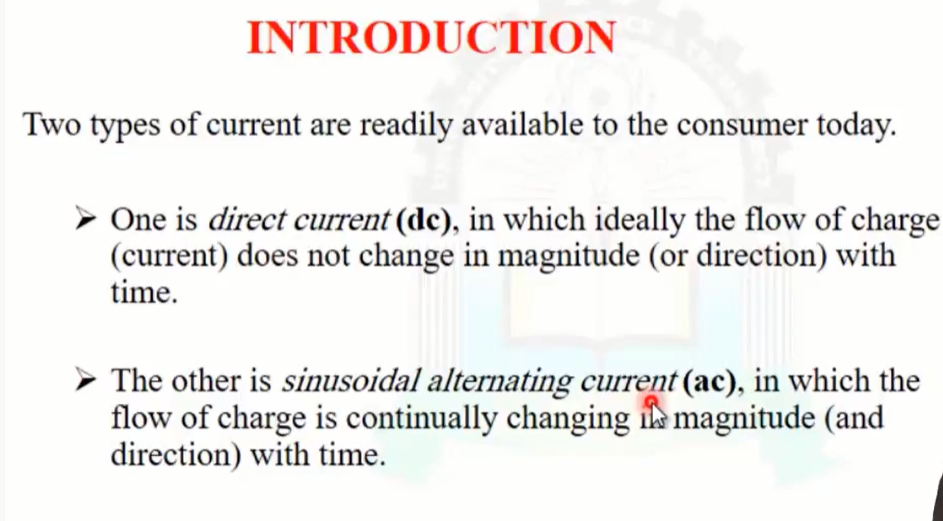 INTRODUCTION
Two types of current are readily available to the consumer today.
➢ One is direct current (dc), in which ideally the flow of charge
(current) does not change in magnitude (or direction) with
time.
➢ The other is sinusoidal alternating current (ac), in which the
flow of charge is continually changing in magnitude (and
direction) with time.